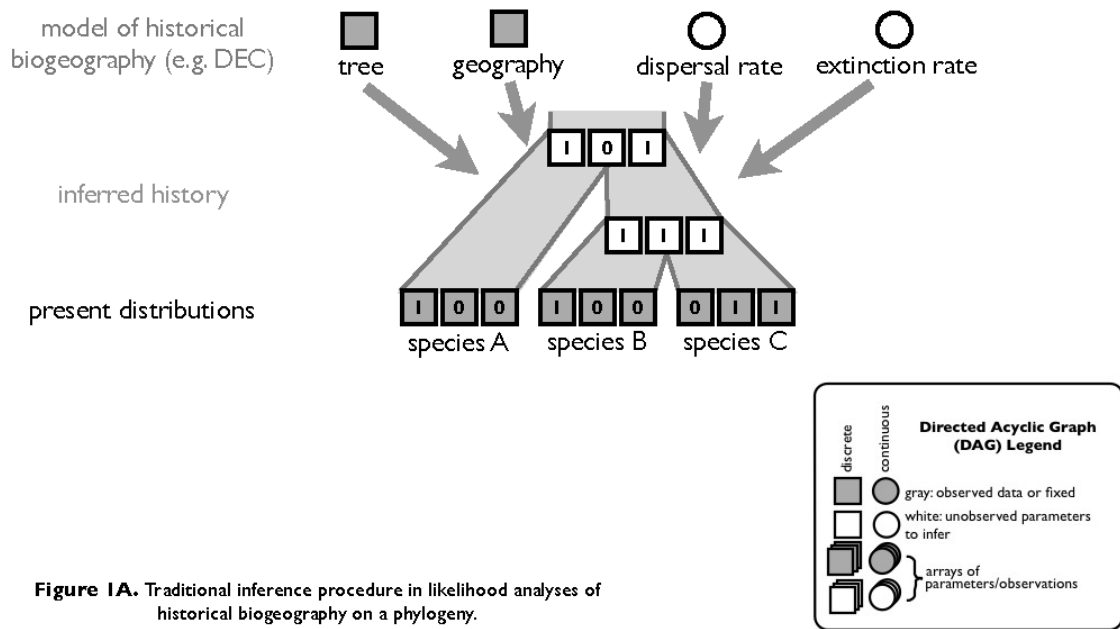 model of historical
biogeography (e.g. DEC)
tree
geography
dispersal rate
extinction rate
1 0 1
inferred history
1 1 1
present distributions
1 0 0
1 0 0
0 1 1
species A
species B
species C
Directed Acyclic Graph
(DAG) Legend
discrete
continuous
gray: observed data or fixed
white: unobserved parameters
to infer
arrays of
parameters/observations
Figure 1A. Traditional inference procedure in likelihood analyses of
historical biogeography on a phylogeny.